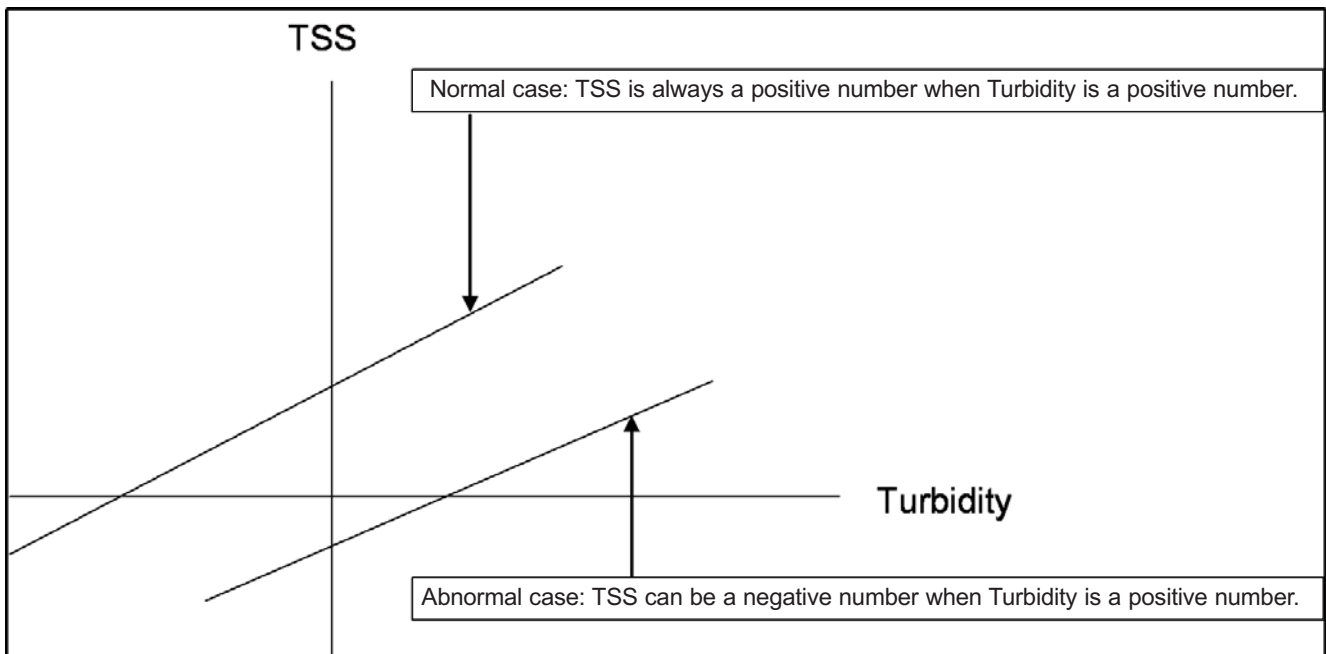 TSS
Normal case: TSS is always a positive number when Turbidity is a positive number.
Turbidity
Abnormal case: TSS can be a negative number when Turbidity is a positive number.